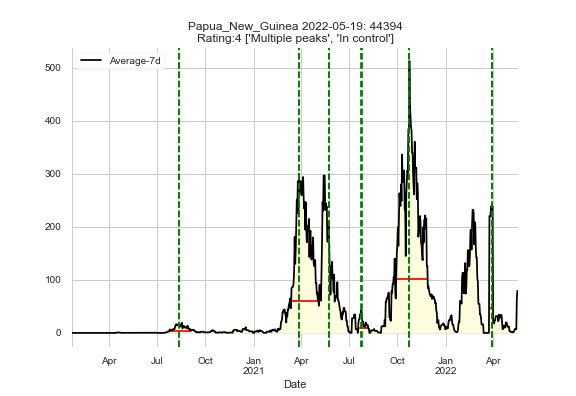 Papua_New_Guinea 2022-05-19: 44394
Rating:4 ['Multiple peaks', 'In control']
Average-7d
500
400
300
200
100
0
Apr Jul Oct Jan Apr Jul Oct Jan Apr
2021 2022
Date